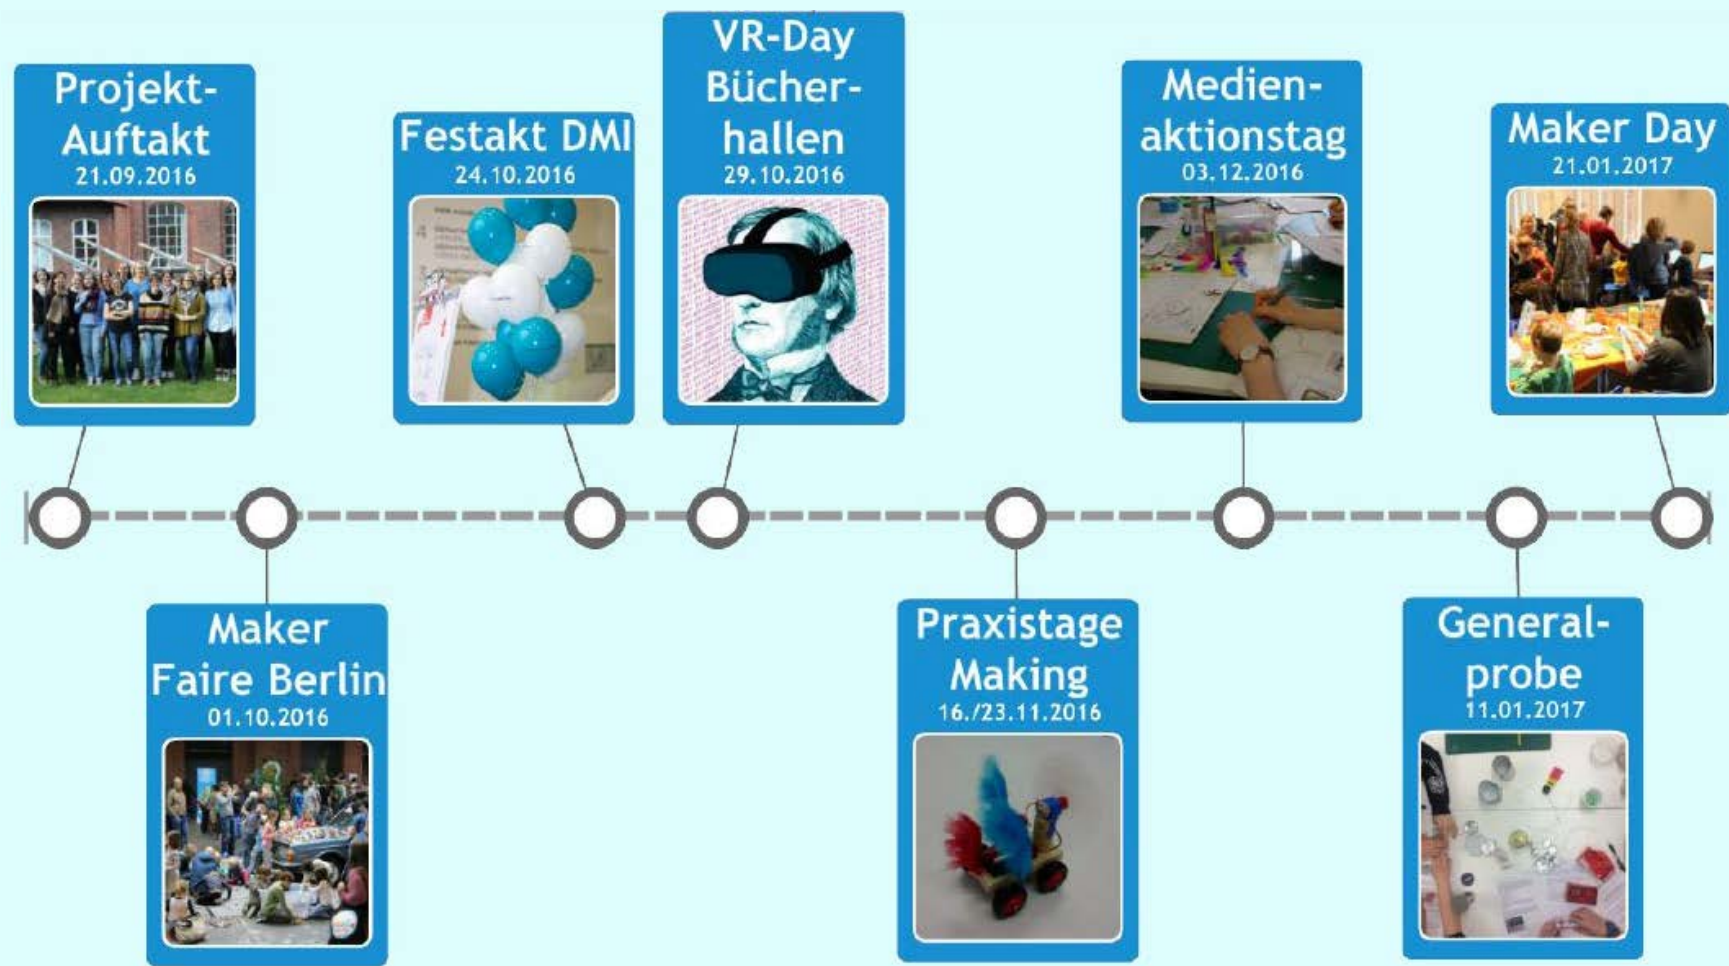 Projekt-
Auftakt
21.09.2016
Maker
Faire Berlin
01.10.2016
Festakt DMI
24.10.2016
VR-Day
Bücher-
hallen
29.10.2016
Praxistage
Making
16./23.11.2016
Medien-
aktionstag
03.12.2016
General-
probe
11.01.2017
Maker Day
21.01.2017